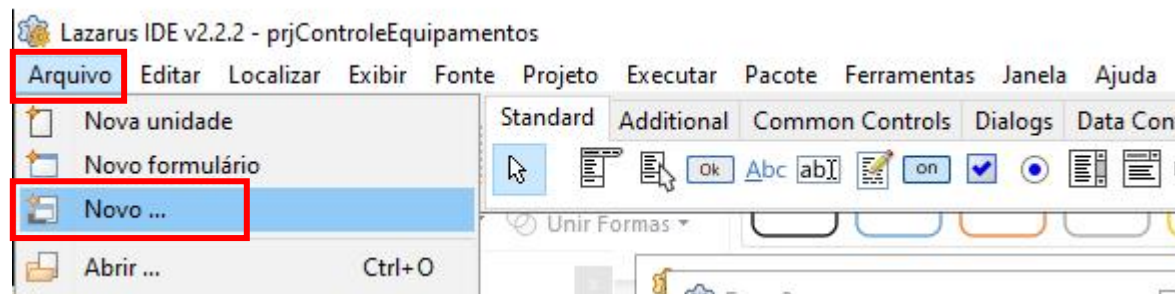 Lazarus IDE v2.2.2 - prjControleEquipamentos
Arquivo Editar Localizar Exibir Fonte Projeto Executar Pacote Ferramentas Janela Ajuda
Nova unidade
Novo formulário
Novo ...
Abrir ... Ctrl+O
Standard Additional Common Controls Dialogs Data Con
Ok Abc abI on
Unir Formas